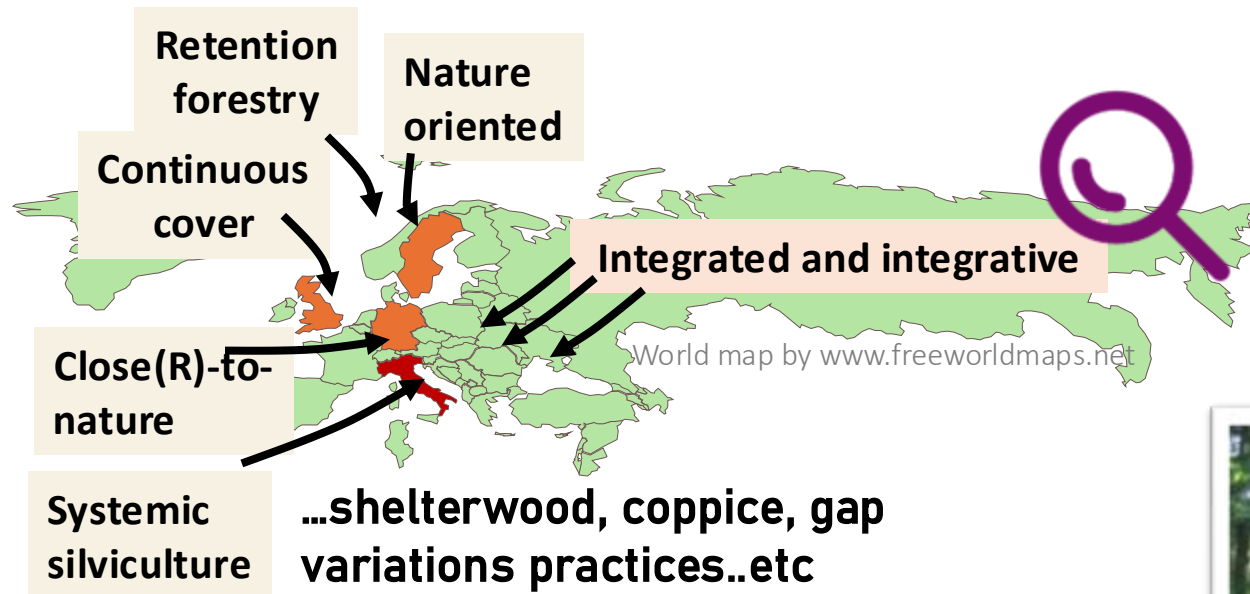 Retention
forestry
Nature
oriented
Continuous
cover
Integrated and integrative
World map by www.freeworldmaps.net
Close(R)-to-
nature
Systemic
silviculture
...shelterwood, coppice, gap
variations practices..etc